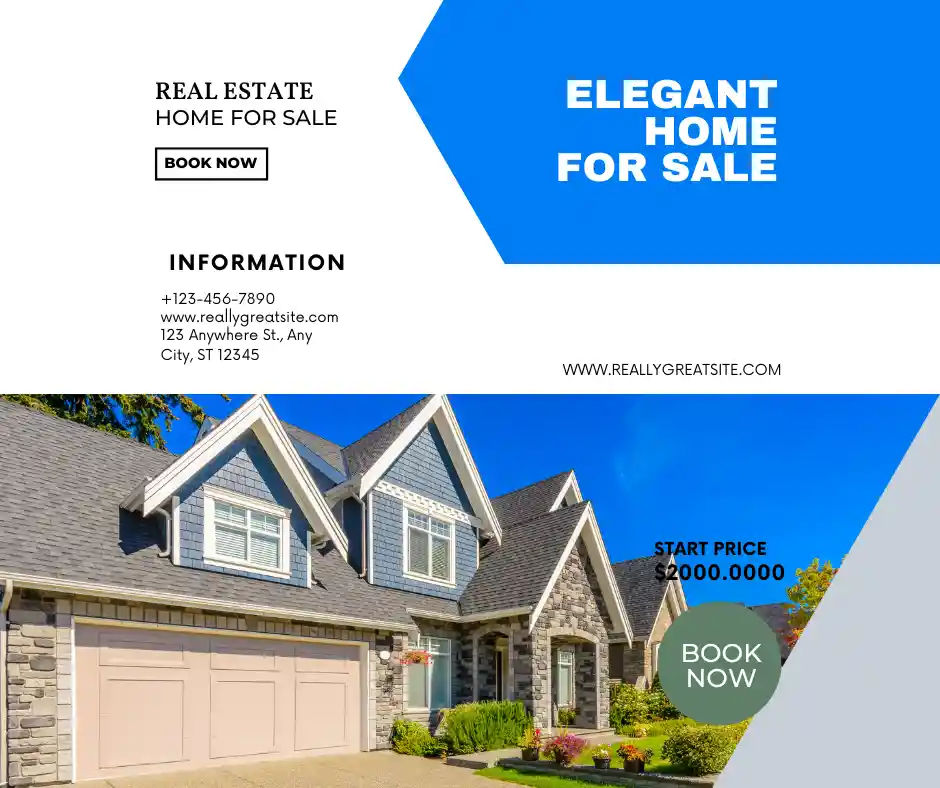 REAL ESTATE
HOME FOR SALE
BOOK NOW
ELEGANT
HOME
FOR SALE
INFORMATION
+123-456-7890
www.reallygreatsite.com
123 Anywhere St., Any
City, ST 12345
WWW.REALLYGREATSITE.COM
START PRICE
$2000.0000
BOOK
NOW